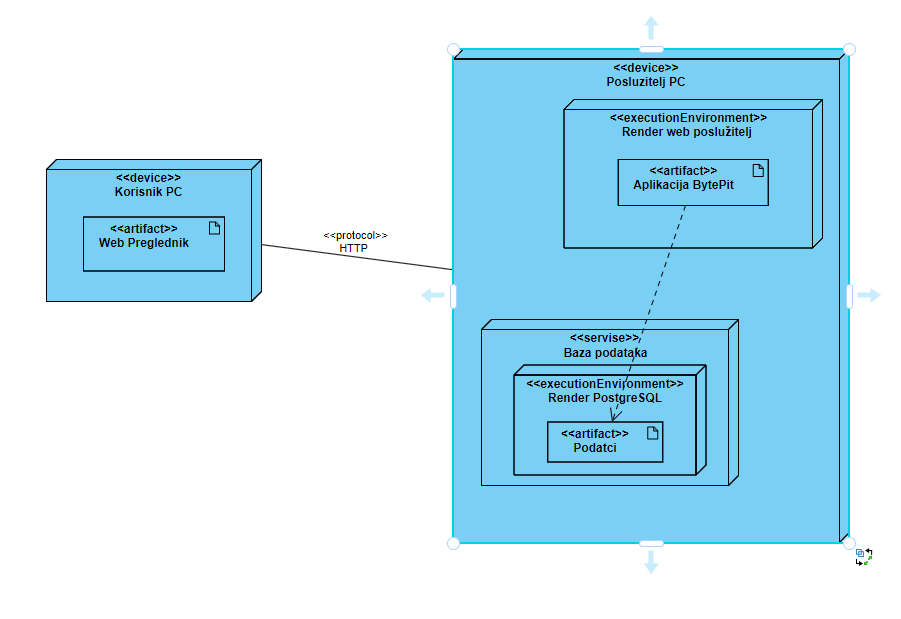 <<device>>
Korisnik PC
<<artifact>>
Web Preglednik
<<protocol>>
HTTP
<<device>>
Posluzitelj PC
<<executionEnvironment>>
Render web poslužitelj
<<artifact>>
Aplikacija BytePit
<<servise>>
Baza podataka
<<executionEnvironment>>
Render PostgreSQL
<<artifact>>
Podatci